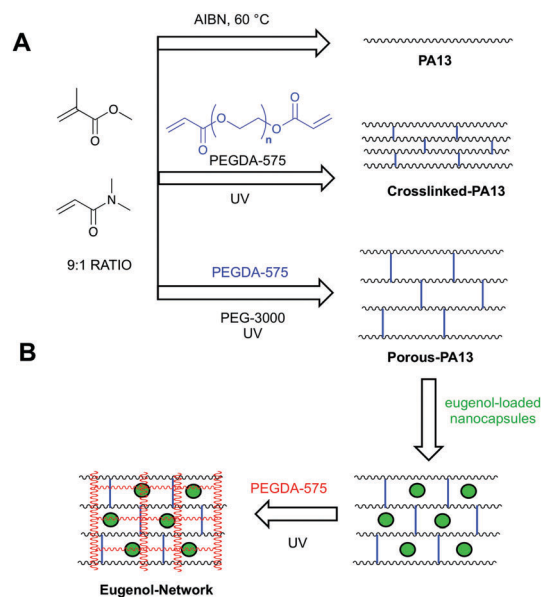 A
AIBN, 60 °C
PA13
O
O
O
O
O
n
PEGDA-575
UV
Crosslinked-PA13
O
N
O
9:1 RATIO
PEGDA-575
PEG-3000
UV
Porous-PA13
B
eugenol-loaded
nanocapsules
PEGDA-575
UV
Eugenol-Network